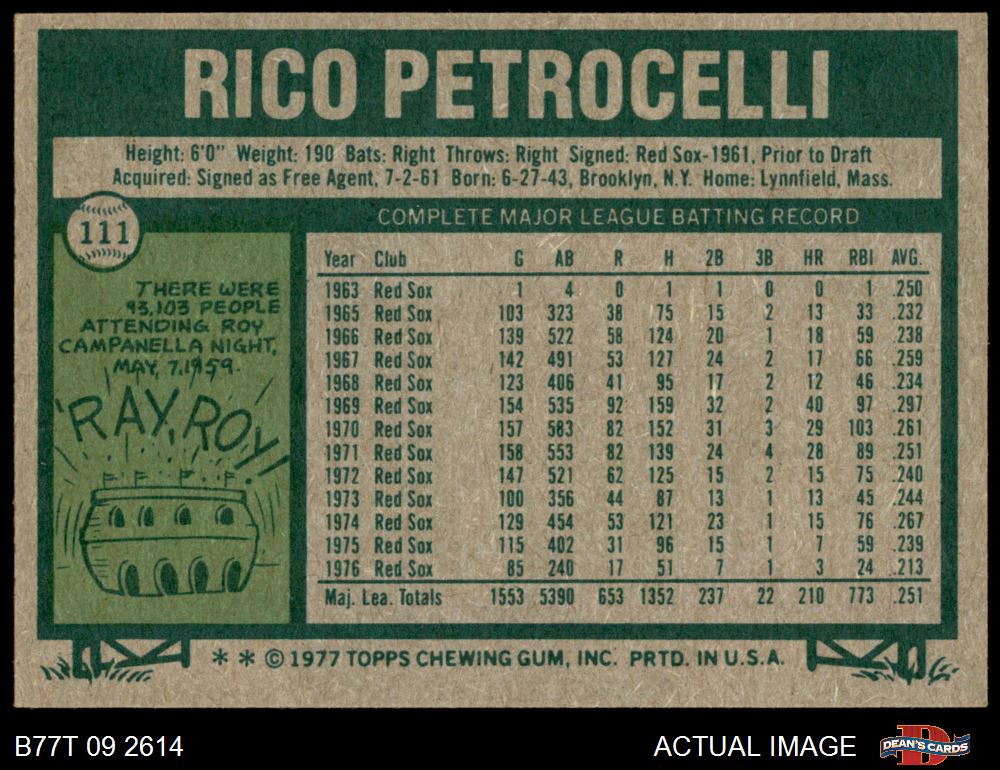 RICO PETROCELLI
Height: 6'0" Weight: 190 Bats: Right Throws: Right Signed: Red Sox-1961, Prior to Draft
Acquired: Signed as Free Agent, 7-2-61 Born: 6-27-43, Brooklyn, N.Y. Home: Lynnfield, Mass.
111
THERE WERE
93,103 PEOPLE
ATTENDING ROY
CAMPANELLA NIGHT,
MAY, 7, 1959.
'RAY, ROY!
COMPLETE MAJOR LEAGUE BATTING RECORD
Year Club G AB R H 2B 3B HR RBI AVG.
1963 Red Sox 1 4 0 1 1 0 0 1 .250
1965 Red Sox 103 323 38 75 15 2 13 33 .232
1966 Red Sox 139 522 58 124 20 1 18 59 .238
1967 Red Sox 142 491 53 127 24 2 17 66 .259
1968 Red Sox 123 406 41 95 17 2 12 46 .234
1969 Red Sox 154 535 92 159 32 2 40 97 .297
1970 Red Sox 157 583 82 152 31 3 29 103 .261
1971 Red Sox 158 553 82 139 24 4 28 89 .251
1972 Red Sox 147 521 62 125 15 2 15 75 .240
1973 Red Sox 100 356 44 87 13 1 13 45 .244
1974 Red Sox 129 454 53 121 23 1 15 76 .267
1975 Red Sox 115 402 31 96 15 1 7 59 .239
1976 Red Sox 85 240 17 51 7 1 3 24 .213
Maj. Lea. Totals 1553 5390 653 1352 237 22 210 773 .251
* * © 1977 TOPPS CHEWING GUM, INC. PRTD. IN U.S.A.
B77T 09 2614
ACTUAL IMAGE
D
DEAN'S CARDS